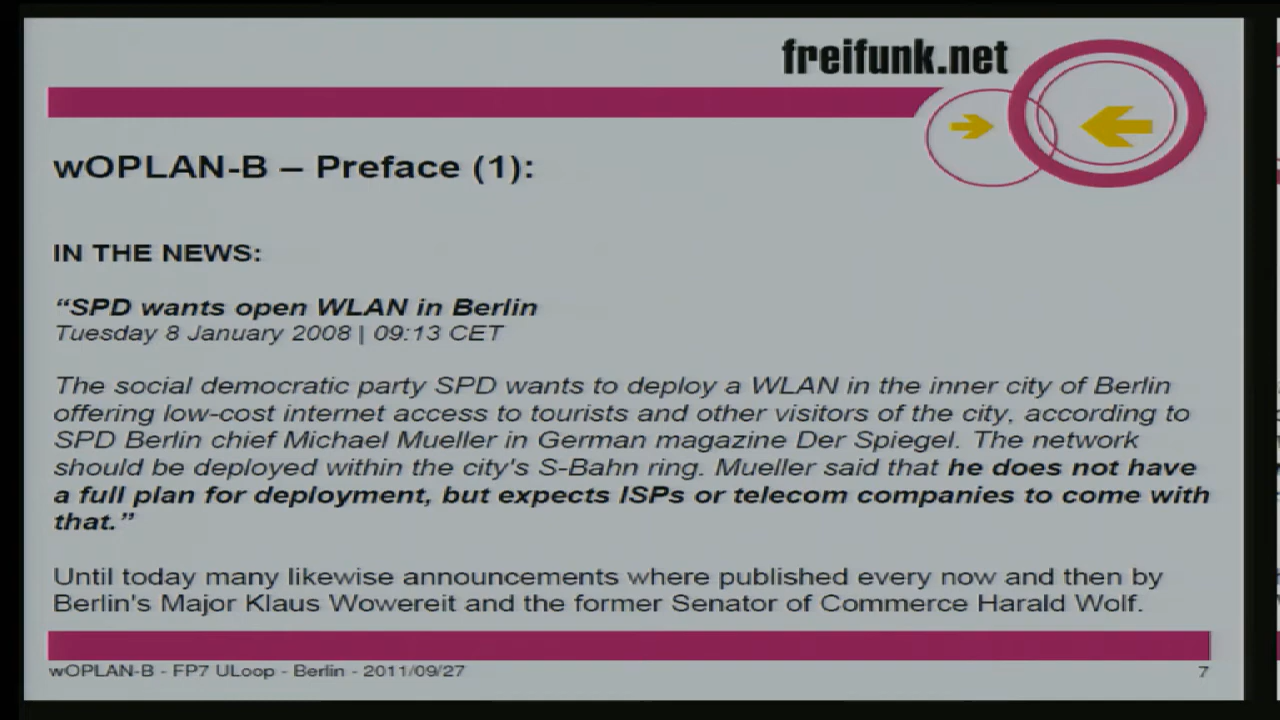 freifunk.net
wOPLAN-B – Preface (1):
IN THE NEWS:
“SPD wants open WLAN in Berlin
Tuesday 8 January 2008 | 09:13 CET
The social democratic party SPD wants to deploy a WLAN in the inner city of Berlin
offering low-cost internet access to tourists and other visitors of the city, according to
SPD Berlin chief Michael Mueller in German magazine Der Spiegel. The network
should be deployed within the city's S-Bahn ring. Mueller said that he does not have
a full plan for deployment, but expects ISPs or telecom companies to come with
that.”
Until today many likewise announcements where published every now and then by
Berlin's Major Klaus Wowereit and the former Senator of Commerce Harald Wolf.
wOPLAN-B - FP7 ULoop - Berlin - 2011/09/27
7